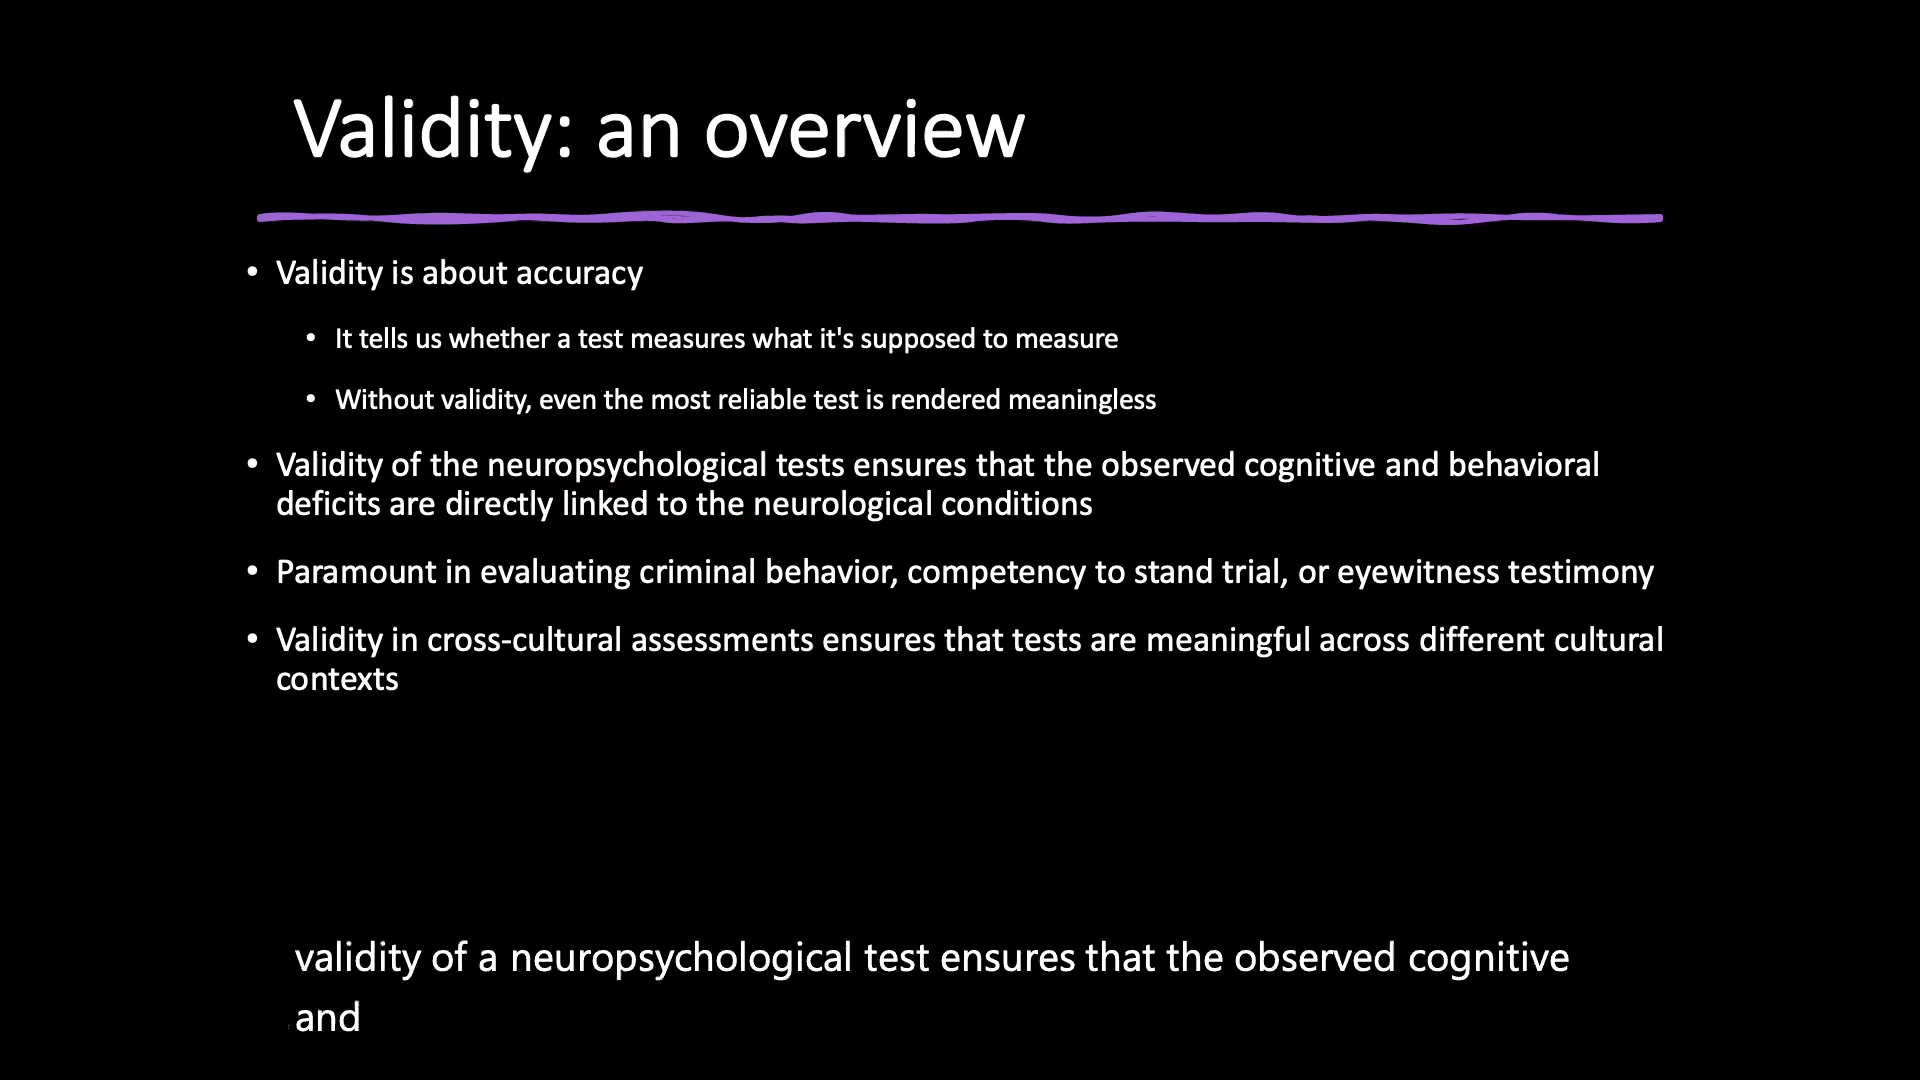 Validity: an overview
• Validity is about accuracy
• It tells us whether a test measures what it's supposed to measure
• Without validity, even the most reliable test is rendered meaningless
• Validity of the neuropsychological tests ensures that the observed cognitive and behavioral
deficits are directly linked to the neurological conditions
• Paramount in evaluating criminal behavior, competency to stand trial, or eyewitness testimony
• Validity in cross-cultural assessments ensures that tests are meaningful across different cultural
contexts
validity of a neuropsychological test ensures that the observed cognitive
and